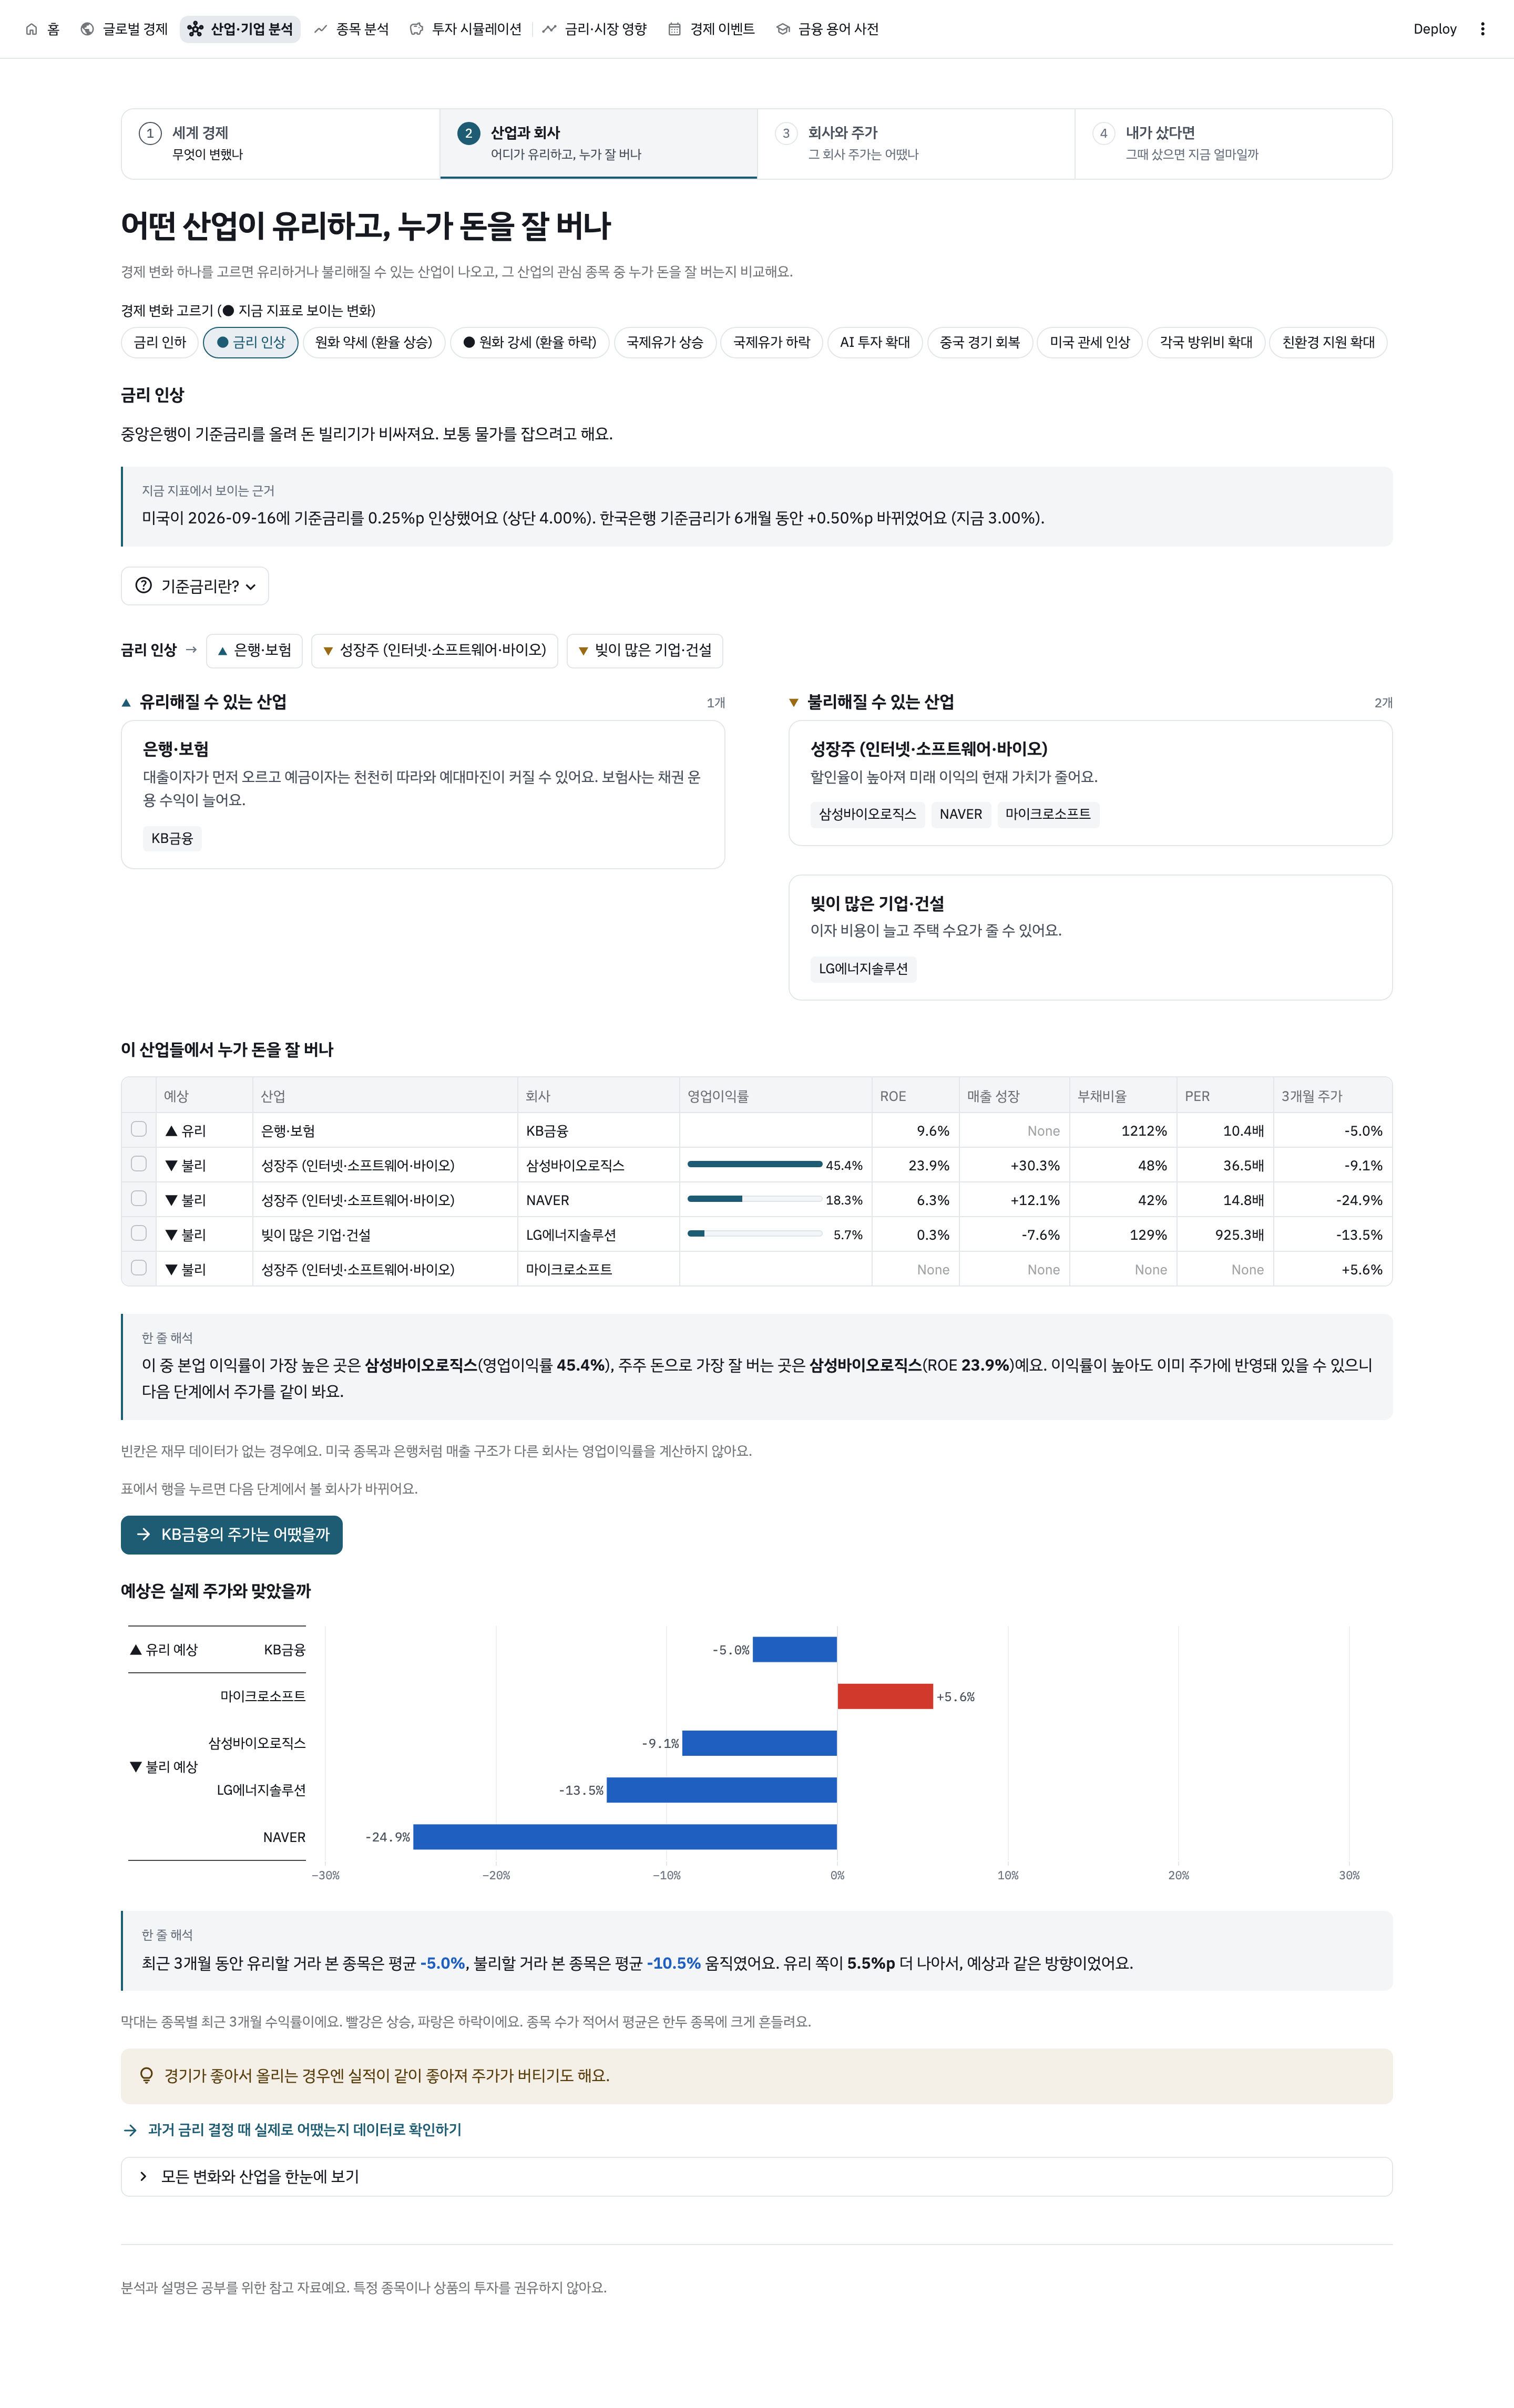 홈 글로벌 경제 산업·기업 분석 종목 분석 투자 시뮬레이션 금리·시장 영향 경제 이벤트 금융 용어 사전 Deploy
1 세계 경제
무엇이 변했나
2 산업과 회사
어디가 유리하고, 누가 잘 버나
3 회사와 주가
그 회사 주가는 어땠나
4 내가 샀다면
그때 샀으면 지금 얼마일까
어떤 산업이 유리하고, 누가 돈을 잘 버나
경제 변화 하나를 고르면 유리하거나 불리해질 수 있는 산업이 나오고, 그 산업의 관심 종목 중 누가 돈을 잘 버는지 비교해요.
경제 변화 고르기 (● 지금 지표로 보이는 변화)
금리 인하 ● 금리 인상 원화 약세 (환율 상승) ● 원화 강세 (환율 하락) 국제유가 상승 국제유가 하락 AI 투자 확대 중국 경기 회복 미국 관세 인상 각국 방위비 확대 친환경 지원 확대
금리 인상
중앙은행이 기준금리를 올려 돈 빌리기가 비싸져요. 보통 물가를 잡으려고 해요.
지금 지표에서 보이는 근거
미국이 2026-09-16에 기준금리를 0.25%p 인상했어요 (상단 4.00%). 한국은행 기준금리가 6개월 동안 +0.50%p 바뀌었어요 (지금 3.00%).
기준금리란?
금리 인상 → ▲ 은행·보험 ▼ 성장주 (인터넷·소프트웨어·바이오) ▼ 빚이 많은 기업·건설
▲ 유리해질 수 있는 산업 1개
은행·보험
대출이자가 먼저 오르고 예금이자는 천천히 따라와 예대마진이 커질 수 있어요. 보험사는 채권 운
용 수익이 늘어요.
KB금융
▼ 불리해질 수 있는 산업 2개
성장주 (인터넷·소프트웨어·바이오)
할인율이 높아져 미래 이익의 현재 가치가 줄어요.
삼성바이오로직스 NAVER 마이크로소프트
빚이 많은 기업·건설
이자 비용이 늘고 주택 수요가 줄 수 있어요.
LG에너지솔루션
이 산업들에서 누가 돈을 잘 버나
예상 산업 회사 영업이익률 ROE 매출 성장 부채비율 PER 3개월 주가
▲ 유리 은행·보험 KB금융 9.6% None 1212% 10.4배 -5.0%
▼ 불리 성장주 (인터넷·소프트웨어·바이오) 삼성바이오로직스 45.4% 23.9% +30.3% 48% 36.5배 -9.1%
▼ 불리 성장주 (인터넷·소프트웨어·바이오) NAVER 18.3% 6.3% +12.1% 42% 14.8배 -24.9%
▼ 불리 빚이 많은 기업·건설 LG에너지솔루션 5.7% 0.3% -7.6% 129% 925.3배 -13.5%
▼ 불리 성장주 (인터넷·소프트웨어·바이오) 마이크로소프트 None None None None +5.6%
한 줄 해석
이 중 본업 이익률이 가장 높은 곳은 삼성바이오로직스(영업이익률 45.4%), 주주 돈으로 가장 잘 버는 곳은 삼성바이오로직스(ROE 23.9%)예요. 이익률이 높아도 이미 주가에 반영돼 있을 수 있으니
다음 단계에서 주가를 같이 봐요.
빈칸은 재무 데이터가 없는 경우예요. 미국 종목과 은행처럼 매출 구조가 다른 회사는 영업이익률을 계산하지 않아요.
표에서 행을 누르면 다음 단계에서 볼 회사가 바뀌어요.
→ KB금융의 주가는 어땠을까
예상은 실제 주가와 맞았을까
▲ 유리 예상 KB금융 -5.0%
마이크로소프트 +5.6%
삼성바이오로직스 -9.1%
▼ 불리 예상
LG에너지솔루션 -13.5%
NAVER -24.9%
−30% −20% −10% 0% 10% 20% 30%
한 줄 해석
최근 3개월 동안 유리할 거라 본 종목은 평균 -5.0%, 불리할 거라 본 종목은 평균 -10.5% 움직였어요. 유리 쪽이 5.5%p 더 나아서, 예상과 같은 방향이었어요.
막대는 종목별 최근 3개월 수익률이에요. 빨강은 상승, 파랑은 하락이에요. 종목 수가 적어서 평균은 한두 종목에 크게 흔들려요.
경기가 좋아서 올리는 경우엔 실적이 같이 좋아져 주가가 버티기도 해요.
→ 과거 금리 결정 때 실제로 어땠는지 데이터로 확인하기
모든 변화와 산업을 한눈에 보기
분석과 설명은 공부를 위한 참고 자료예요. 특정 종목이나 상품의 투자를 권유하지 않아요.